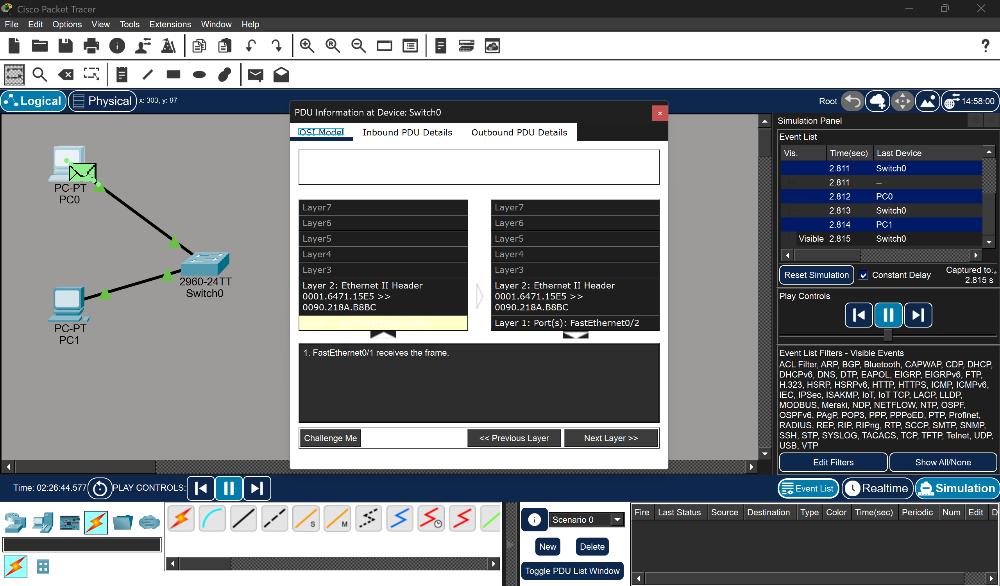 Cisco Packet Tracer
File Edit Options View Tools Extensions Window Help
Logical Physical x: 303, y: 97
Root 14:58:00
PC-PT
PC0
2960-24TT
Switch0
PC-PT
PC1
PDU Information at Device: Switch0
OSI Model Inbound PDU Details Outbound PDU Details
Layer7
Layer6
Layer5
Layer4
Layer3
Layer 2: Ethernet II Header
0001.6471.15E5 >>
0090.218A.B8BC
Layer 1: Port FastEthernet0/1
Layer7
Layer6
Layer5
Layer4
Layer3
Layer 2: Ethernet II Header
0001.6471.15E5 >>
0090.218A.B8BC
Layer 1: Port(s): FastEthernet0/2
1. FastEthernet0/1 receives the frame.
Challenge Me << Previous Layer Next Layer >>
Simulation Panel
Event List
Vis. Time(sec) Last Device
2.811 Switch0
2.811 --
2.812 PC0
2.813 Switch0
2.814 PC1
Visible 2.815 Switch0
Reset Simulation Constant Delay Captured to:*
2.815 s
Play Controls
Event List Filters - Visible Events
ACL Filter, ARP, BGP, Bluetooth, CAPWAP, CDP, DHCP,
DHCPv6, DNS, DTP, EAPOL, EIGRP, EIGRPv6, FTP,
H.323, HSRP, HSRPv6, HTTP, HTTPS, ICMP, ICMPv6,
IEC, IPSec, ISAKMP, IoT, IoT TCP, LACP, LLDP,
MODBUS, Meraki, NDP, NETFLOW, NTP, OSPF,
OSPFv6, PAgP, POP3, PPP, PPPoED, PTP, Profinet,
RADIUS, REP, RIP, RIPng, RTP, SCCP, SMTP, SNMP,
SSH, STP, SYSLOG, TACACS, TCP, TFTP, Telnet, UDP,
USB, VTP
Edit Filters Show All/None
Time: 02:26:44.577 PLAY CONTROLS:
Event List Realtime Simulation
S M
Scenario 0
New Delete
Toggle PDU List Window
Fire Last Status Source Destination Type Color Time(sec) Periodic Num Edit D